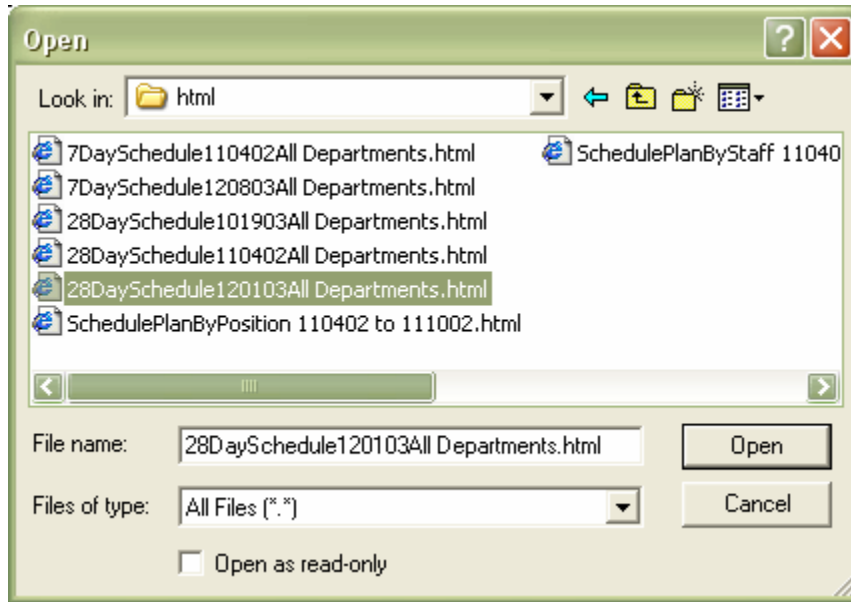 Open
Look in: html
7DaySchedule110402All Departments.html
SchedulePlanByStaff 11040
7DaySchedule120803All Departments.html
28DaySchedule101903All Departments.html
28DaySchedule110402All Departments.html
28DaySchedule120103All Departments.html
SchedulePlanByPosition 110402 to 111002.html
File name: 28DaySchedule120103All Departments.html Open
Files of type: All Files (*.*) Cancel
Open as read-only